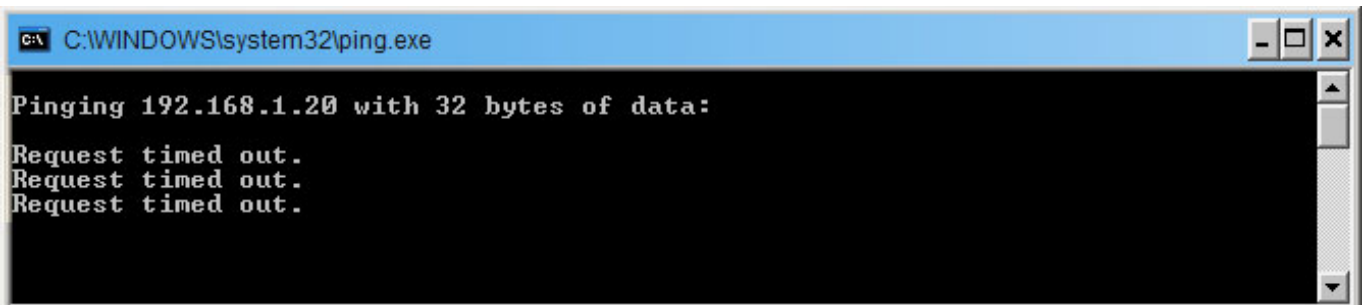 C:\WINDOWS\system32\ping.exe
Pinging 192.168.1.20 with 32 bytes of data:
Request timed out.
Request timed out.
Request timed out.